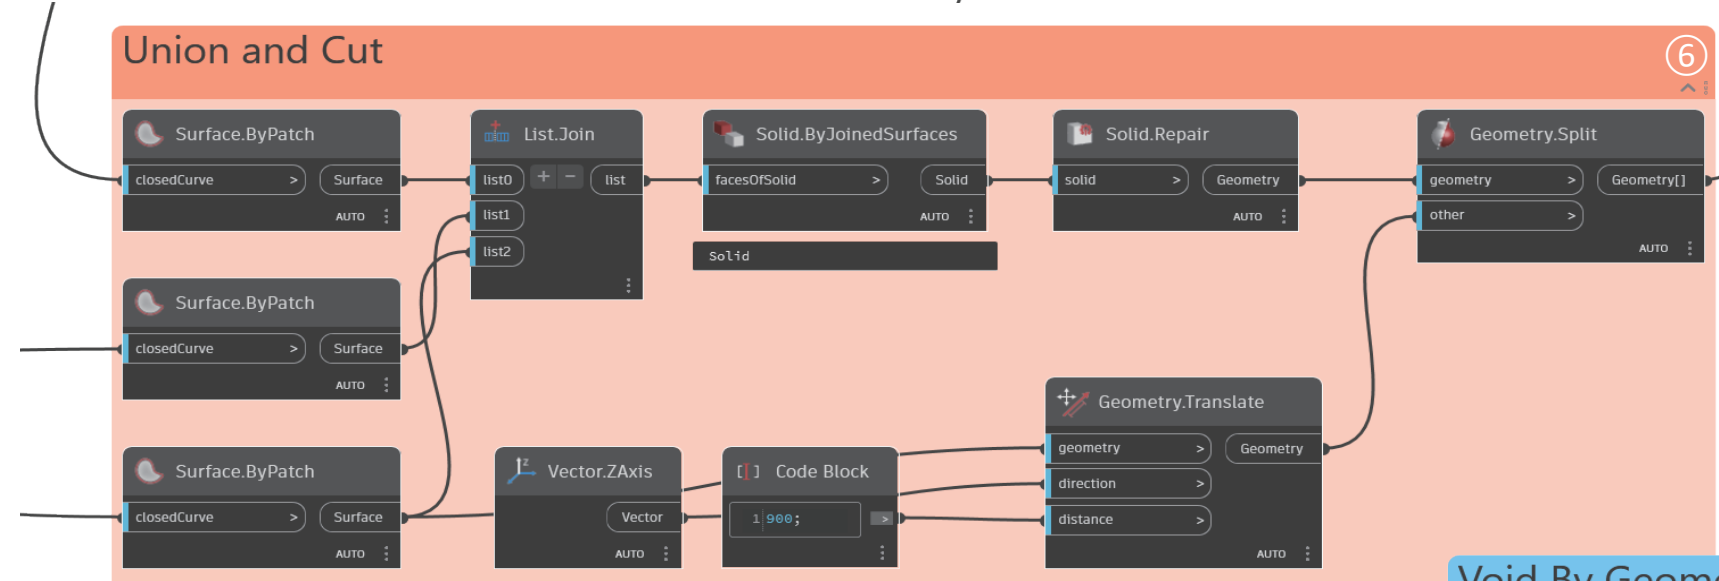 Union and Cut
6
Surface.ByPatch
closedCurve > Surface
AUTO
List.Join
list0 + - list
list1
list2
Solid.ByJoinedSurfaces
facesOfSolid > Solid
AUTO
Solid
Solid.Repair
solid > Geometry
AUTO
Geometry.Split
geometry > Geometry[]
other >
AUTO
Surface.ByPatch
closedCurve > Surface
AUTO
Surface.ByPatch
closedCurve > Surface
AUTO
Z
Vector.ZAxis
Vector
AUTO
[I] Code Block
1 900; >
Geometry.Translate
geometry > Geometry
direction >
distance >
AUTO
Void By